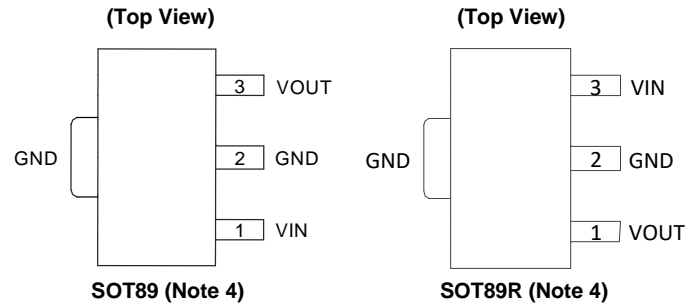 (Top View)
3 VOUT
GND
2 GND
1 VIN
SOT89 (Note 4)
(Top View)
3 VIN
GND
2 GND
1 VOUT
SOT89R (Note 4)